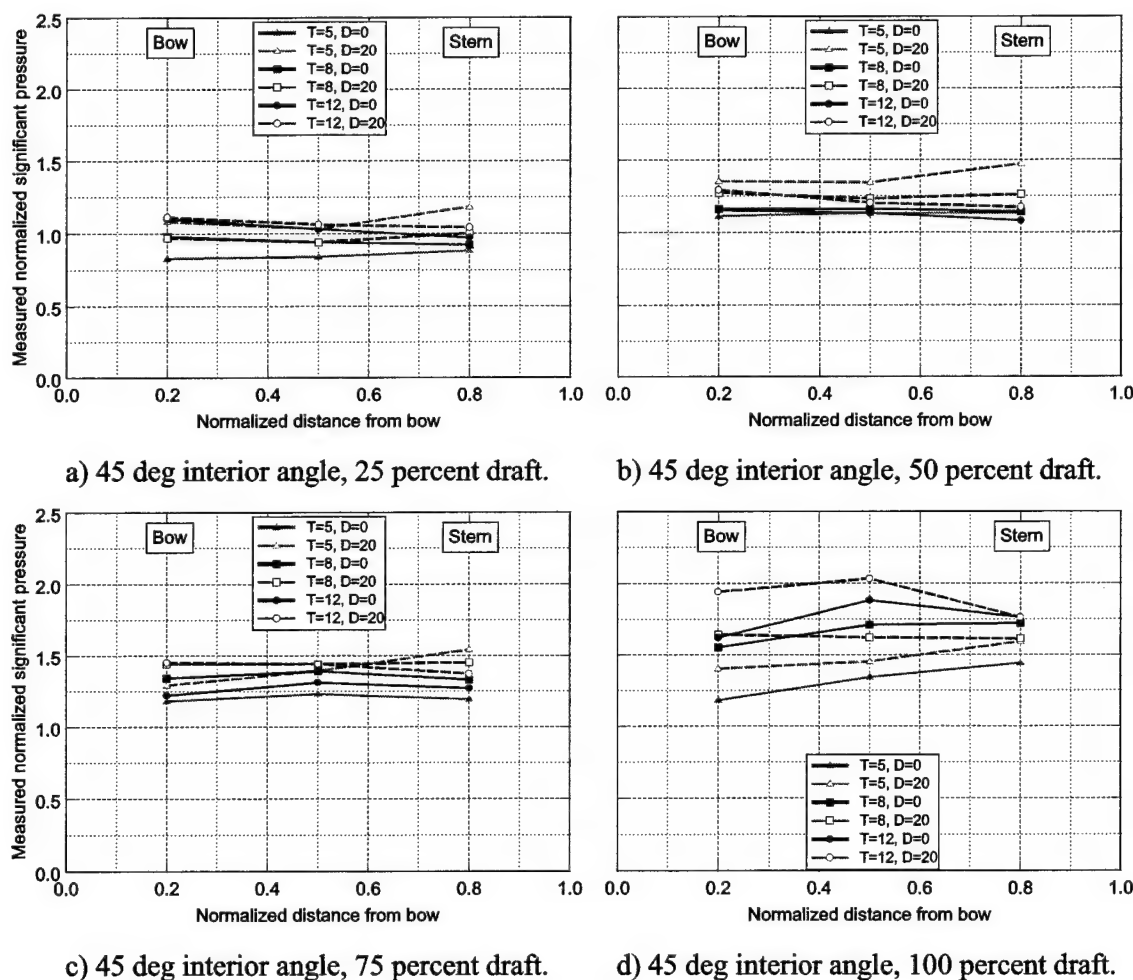 2.5
2.0
1.5
1.0
0.5
0.0
Measured normalized significant pressure
Bow
T=5, D=0
T=5, D=20
T=8, D=0
T=8, D=20
T=12, D=0
T=12, D=20
Stern
0.0 0.2 0.4 0.6 0.8 1.0
Normalized distance from bow
a) 45 deg interior angle, 25 percent draft.
Bow
T=5, D=0
T=5, D=20
T=8, D=0
T=8, D=20
T=12, D=0
T=12, D=20
Stern
0.0 0.2 0.4 0.6 0.8 1.0
Normalized distance from bow
b) 45 deg interior angle, 50 percent draft.
2.5
2.0
1.5
1.0
0.5
0.0
Measured normalized significant pressure
Bow
T=5, D=0
T=5, D=20
T=8, D=0
T=8, D=20
T=12, D=0
T=12, D=20
Stern
0.0 0.2 0.4 0.6 0.8 1.0
Normalized distance from bow
c) 45 deg interior angle, 75 percent draft.
Bow
Stern
T=5, D=0
T=5, D=20
T=8, D=0
T=8, D=20
T=12, D=0
T=12, D=20
0.0 0.2 0.4 0.6 0.8 1.0
Normalized distance from bow
d) 45 deg interior angle, 100 percent draft.